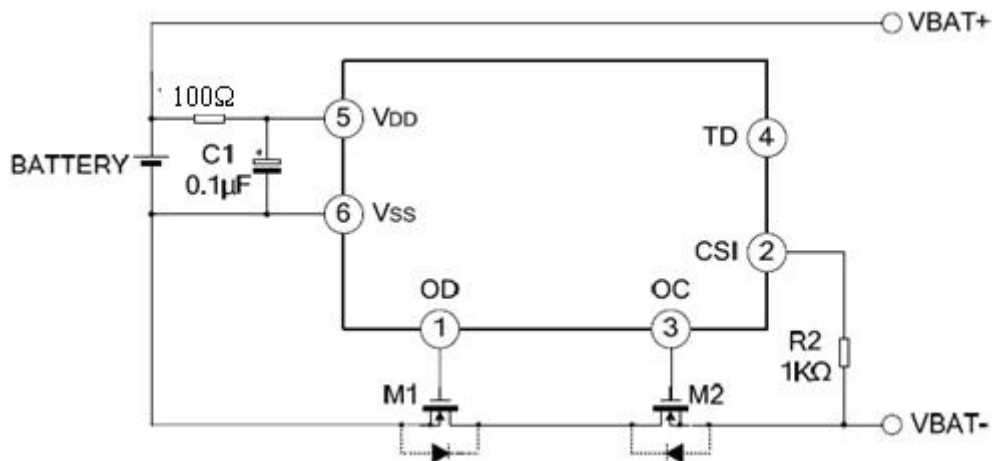 VBAT+
100Ω
5 VDD
TD 4
BATTERY
C1
0.1μF
6 VSS
CSI 2
OD
OC
1
3
R2
1KΩ
M1
M2
VBAT-